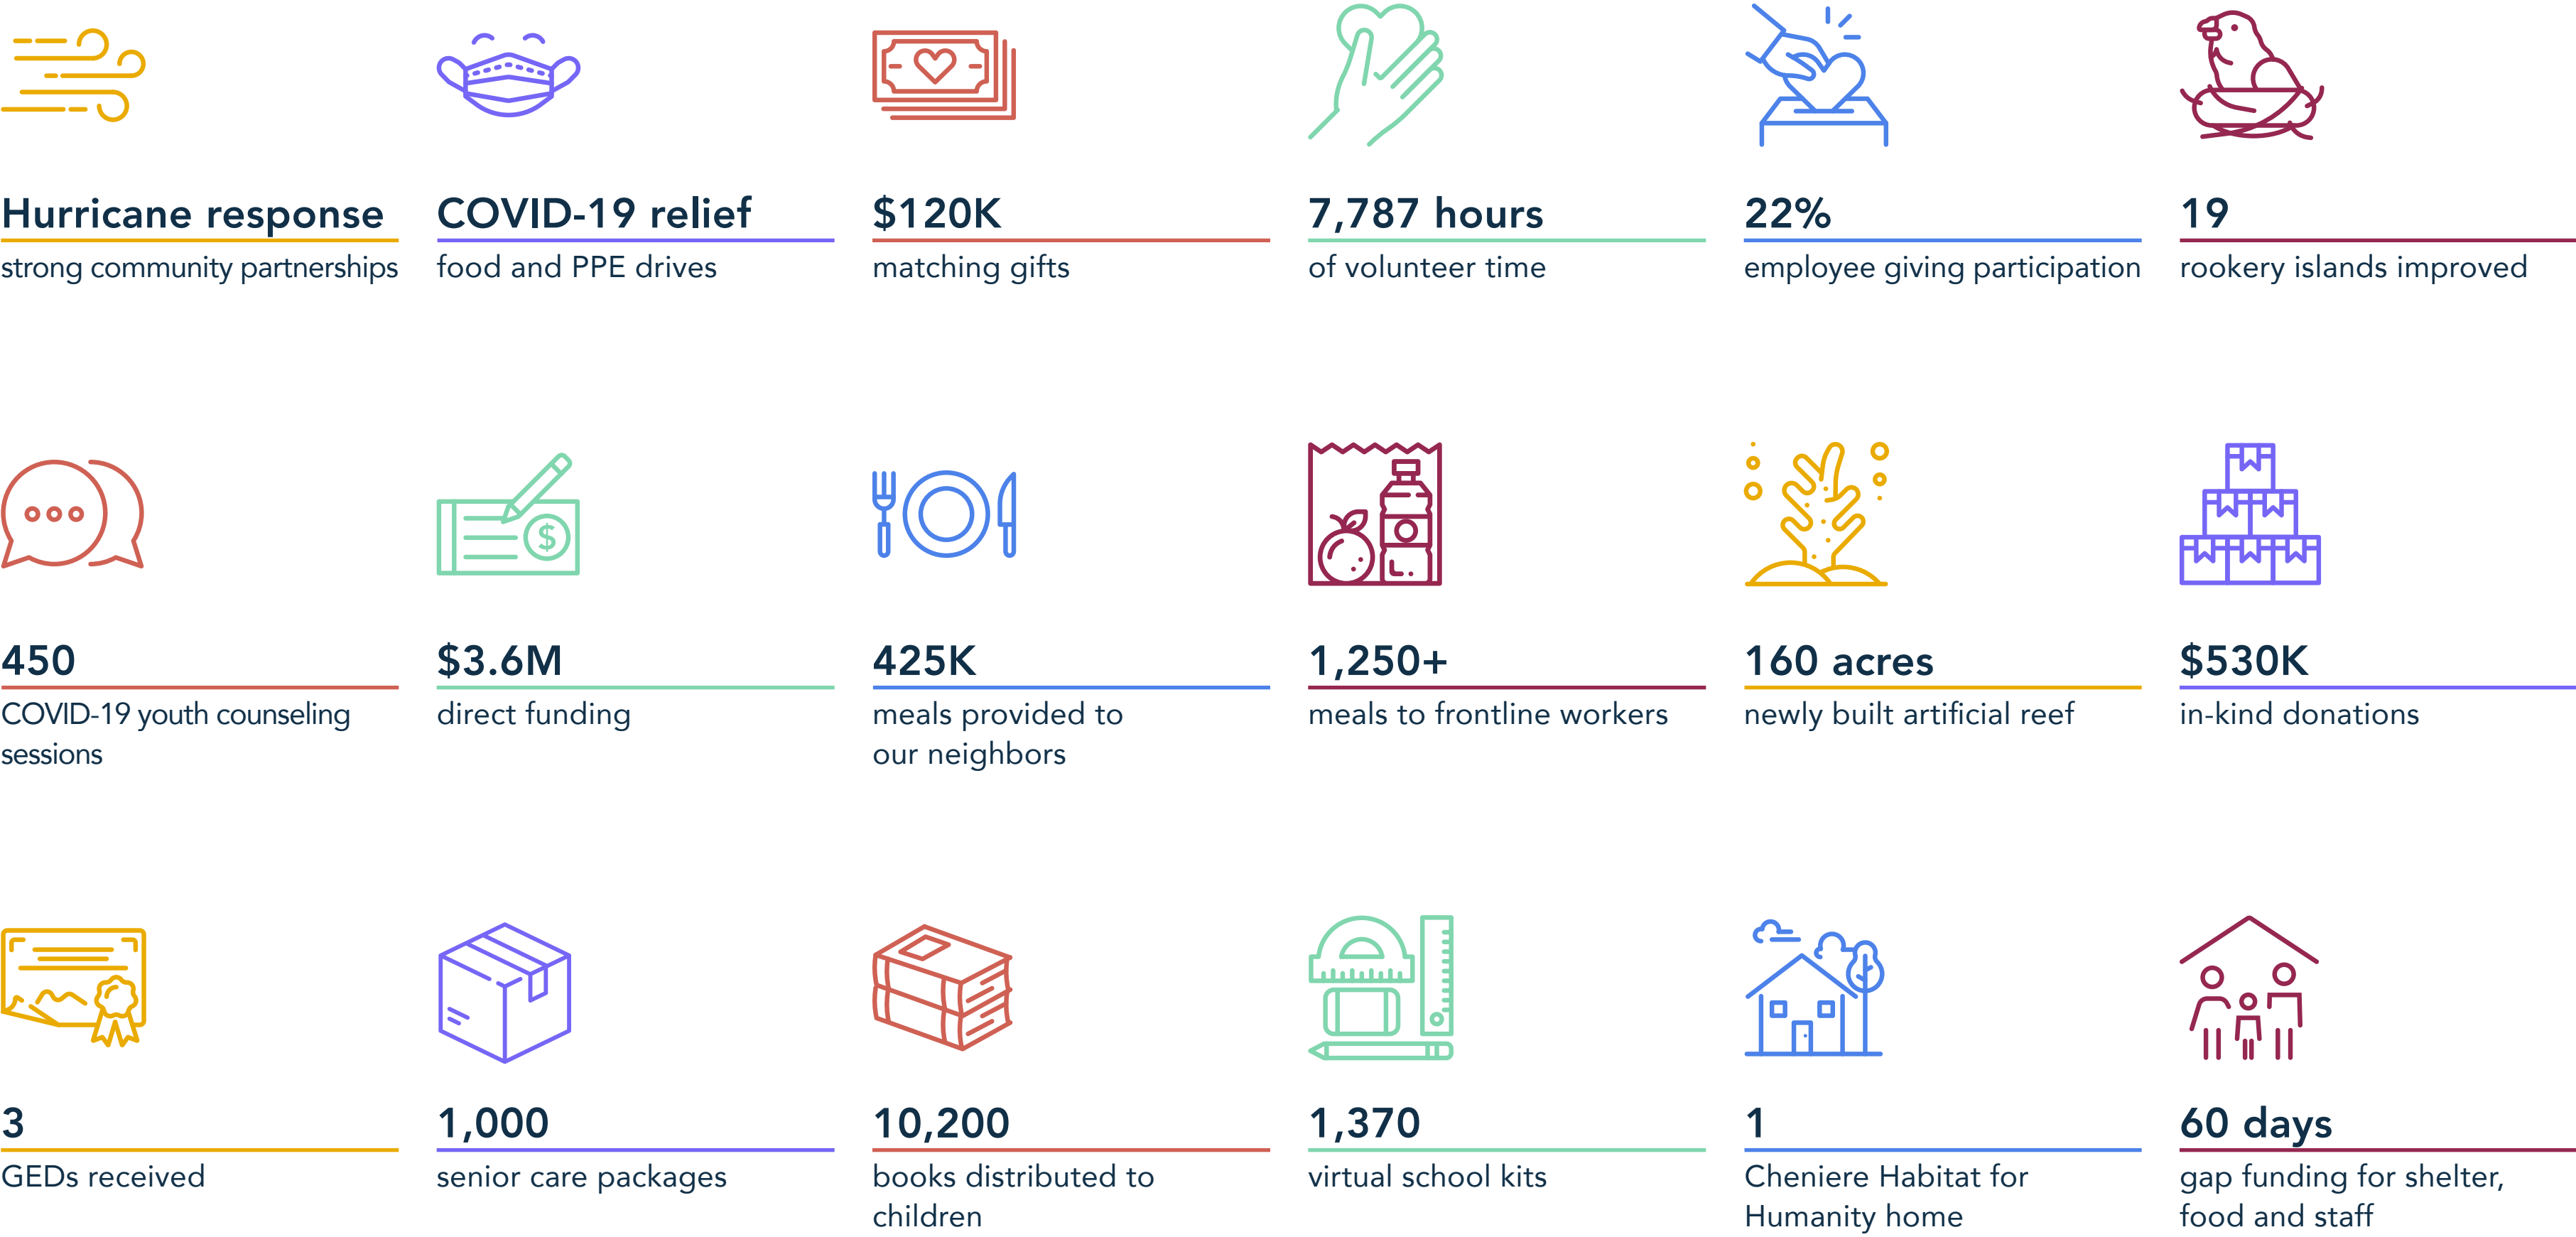 Hurricane response
strong community partnerships
COVID-19 relief
food and PPE drives
$120K
matching gifts
7,787 hours
of volunteer time
22%
employee giving participation
19
rookery islands improved
450
COVID-19 youth counseling
sessions
$
$3.6M
direct funding
425K
meals provided to
our neighbors
1,250+
meals to frontline workers
160 acres
newly built artificial reef
$530K
in-kind donations
3
GEDs received
1,000
senior care packages
10,200
books distributed to
children
1,370
virtual school kits
1
Cheniere Habitat for
Humanity home
60 days
gap funding for shelter,
food and staff